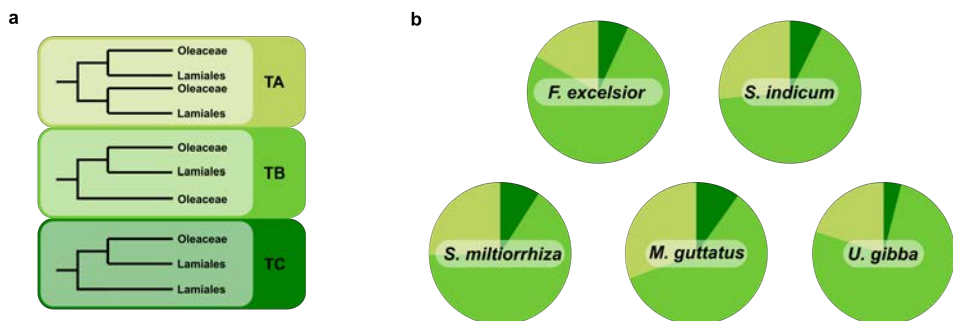 a
Oleaceae
Lamiales
Oleaceae
Lamiales
TA
Oleaceae
Lamiales
Oleaceae
TB
Oleaceae
Lamiales
Lamiales
TC
b
F. excelsior
S. indicum
S. miltiorrhiza
M. guttatus
U. gibba